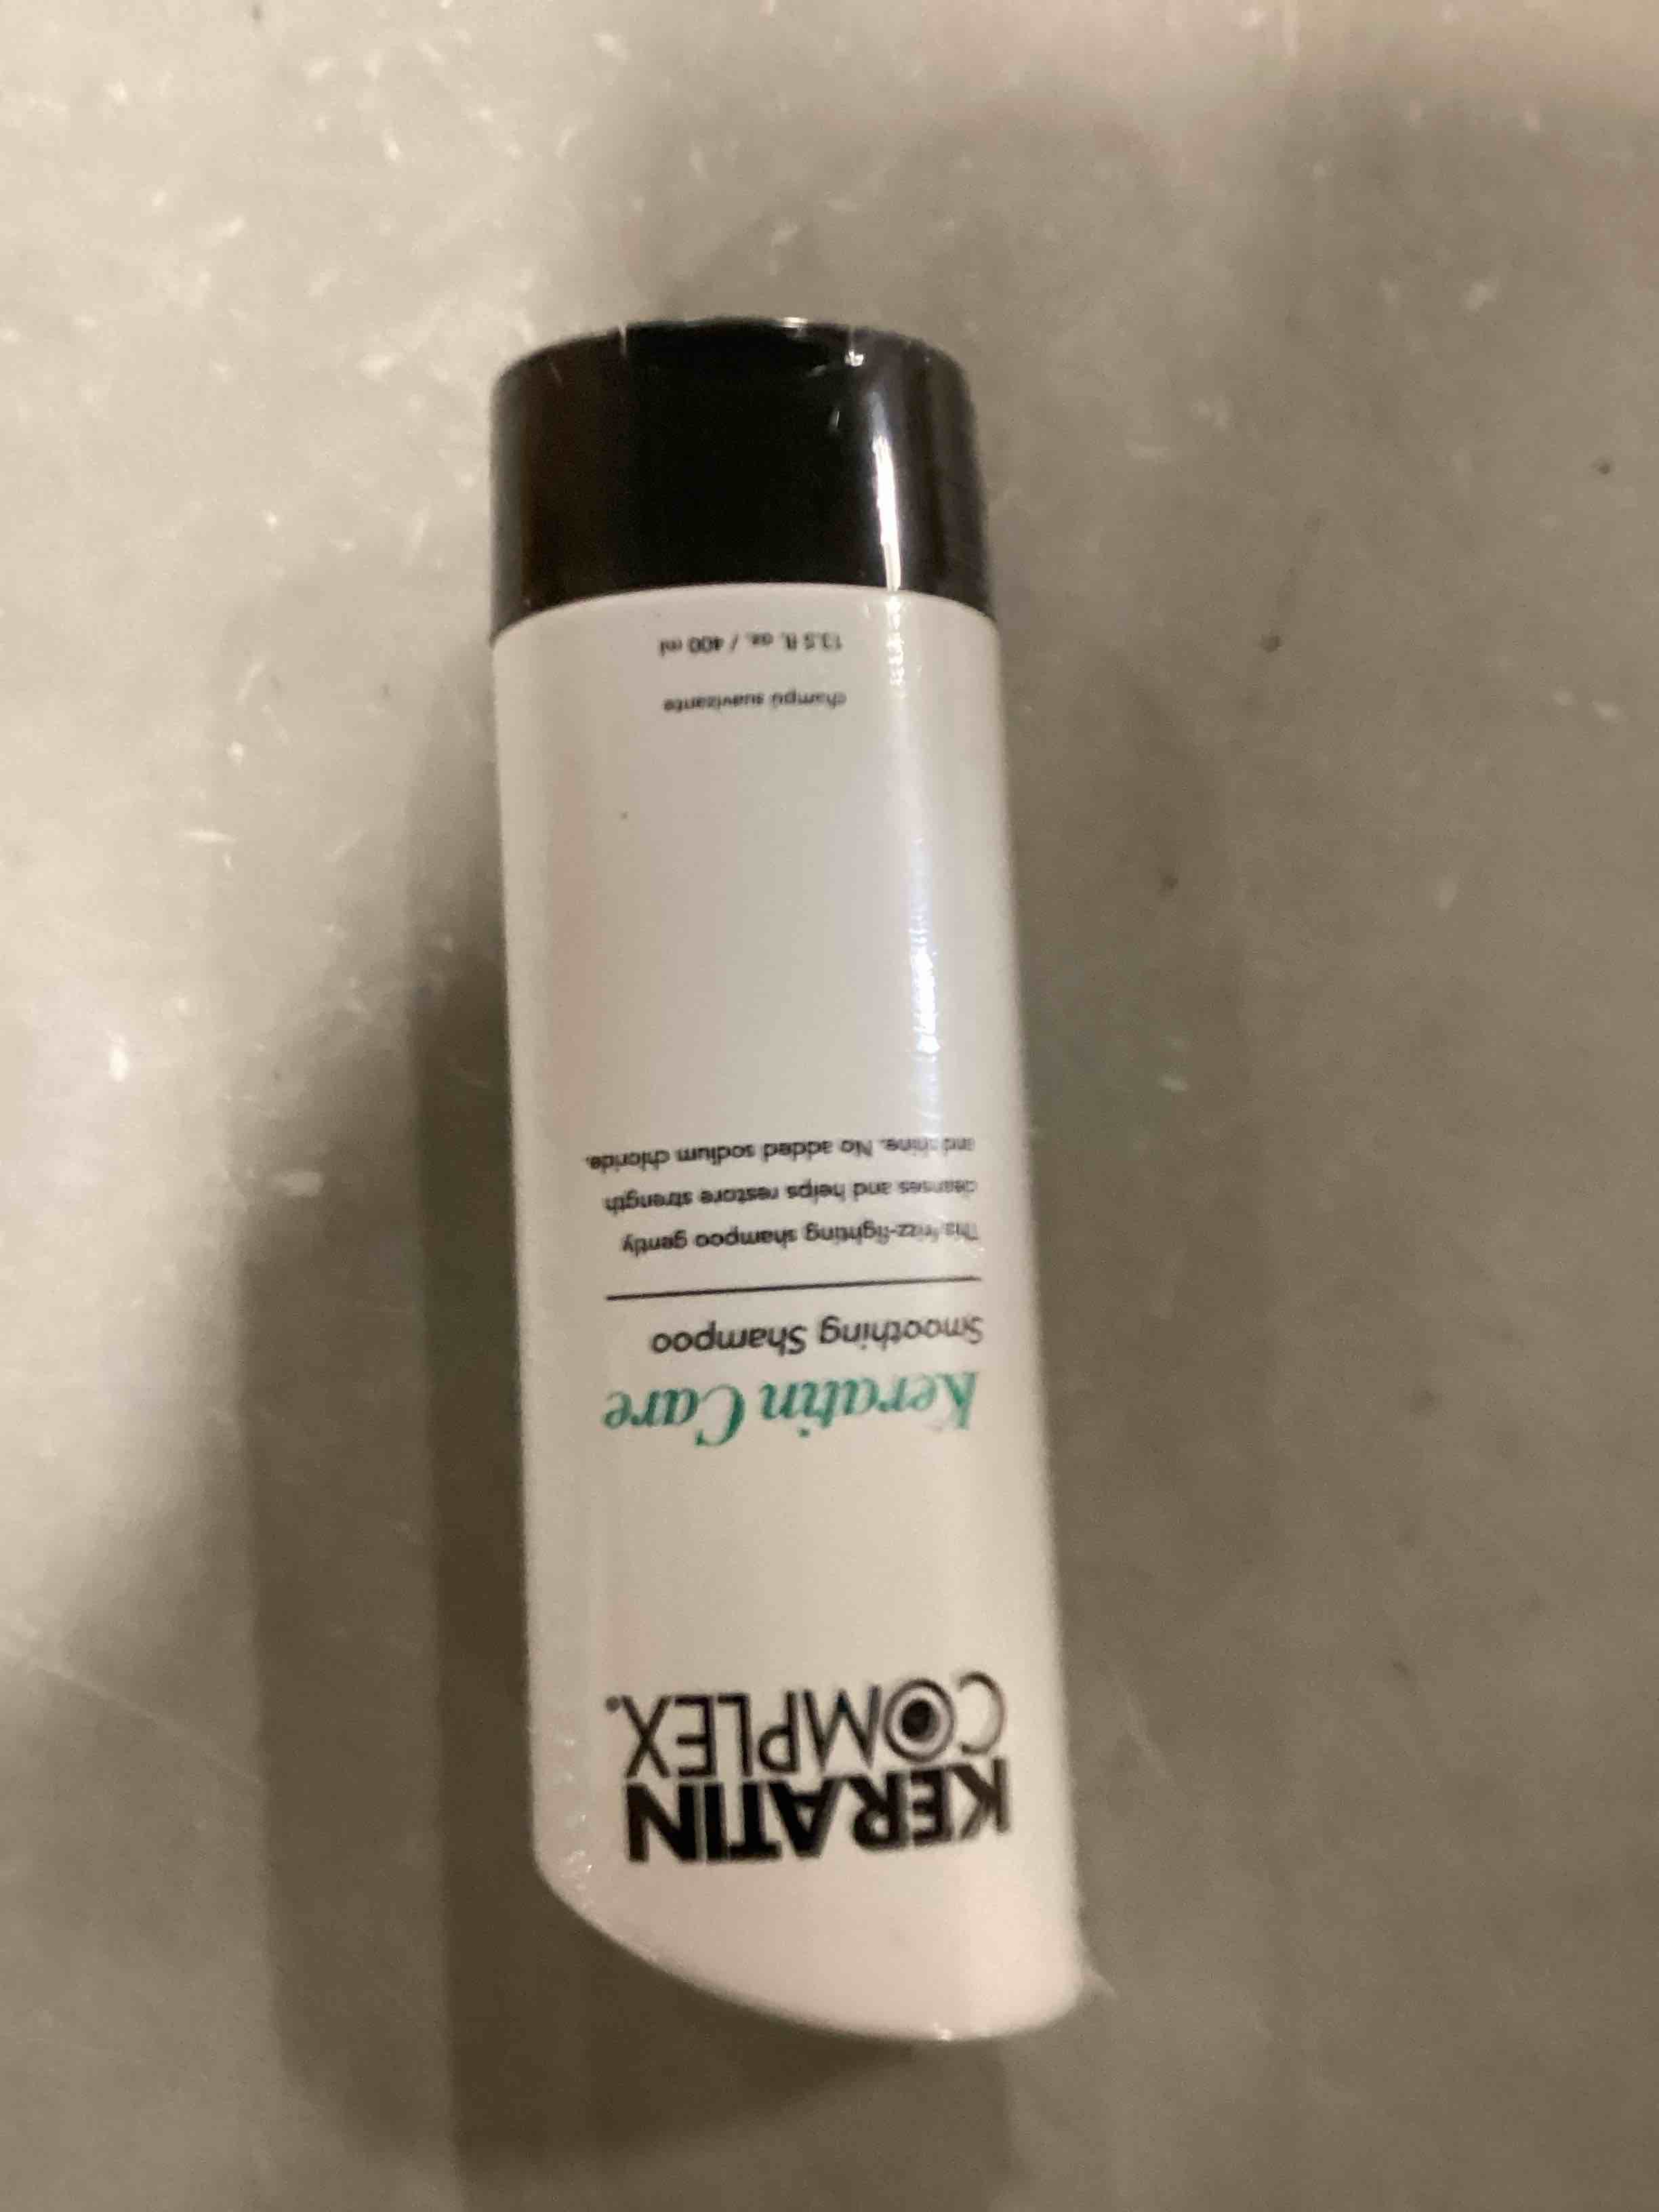 KERATIN
COMPLEX®
Keratin Care
Smoothing Shampoo
This frizz-fighting shampoo gently
cleanses and helps restore strength
and shine. No added sodium chloride.
champú suavizante
13.5 fl. oz. / 400 ml